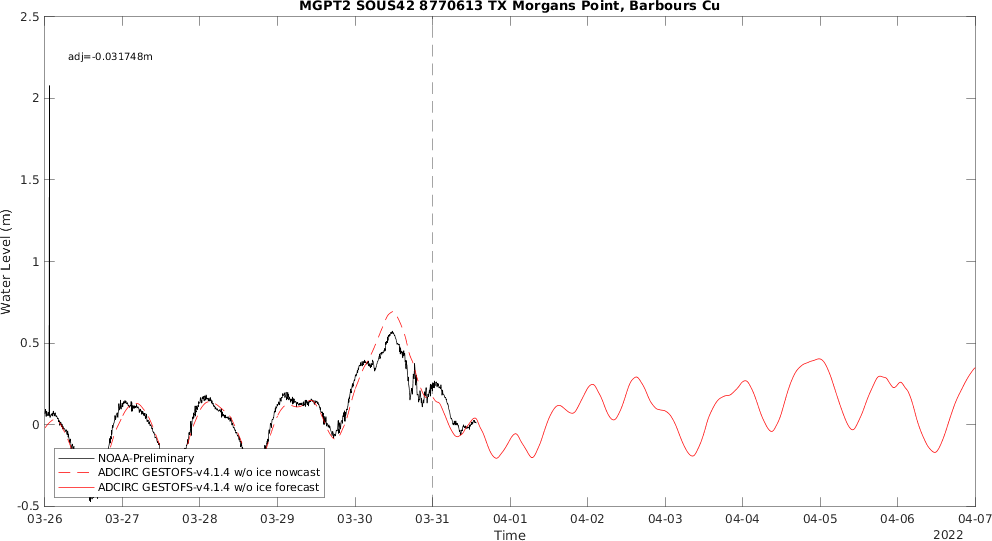 MGPT2 SOUS42 8770613 TX Morgans Point, Barbours Cu
adj=-0.031748m
Water Level (m)
2.5
2
1.5
1
0.5
0
-0.5
NOAA-Preliminary
ADCIRC GESTOFS-v4.1.4 w/o ice nowcast
ADCIRC GESTOFS-v4.1.4 w/o ice forecast
03-26 03-27 03-28 03-29 03-30 03-31 04-01 04-02 04-03 04-04 04-05 04-06 04-07
Time
2022